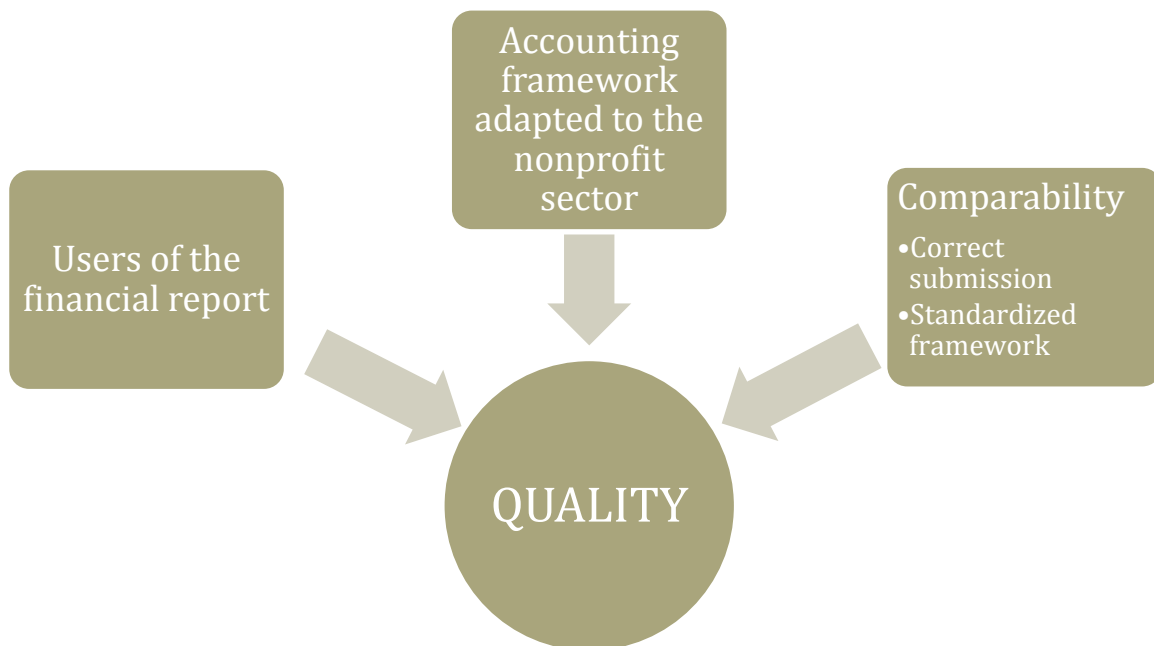 Accounting
framework
adapted to the
nonprofit
sector
Users of the
financial report
Comparability
•Correct
submission
•Standardized
framework
QUALITY